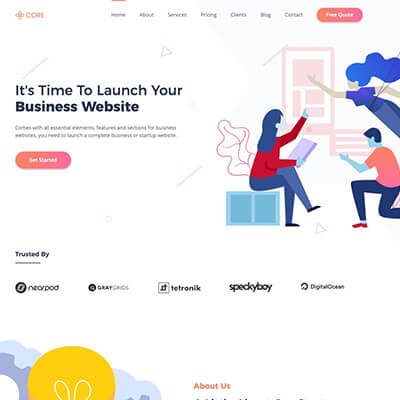 CORE
Home About Services Pricing Clients Blog Contact Free Quote
It's Time To Launch Your
Business Website
Comes with all essential elements, features and sections for business
websites, you need to launch a complete business or startup website.
Get Started
Trusted By
nearpod GRAYGRIDS tetronik speckyboy DigitalOcean
About Us